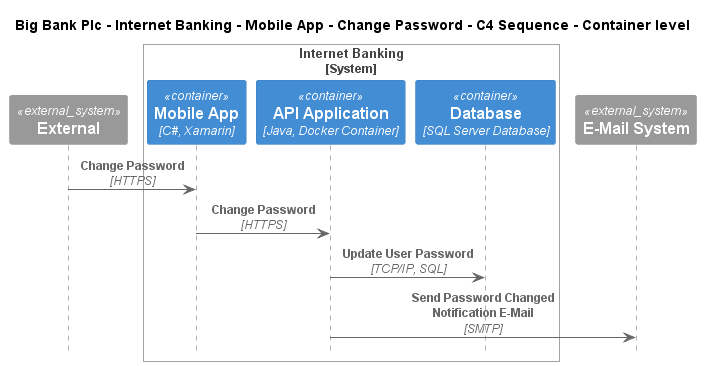 Big Bank Plc - Internet Banking - Mobile App - Change Password - C4 Sequence - Container level
Internet Banking
[System]
«external_system»
External
«container»
Mobile App
[C#, Xamarin]
«container»
API Application
[Java, Docker Container]
«container»
Database
[SQL Server Database]
«external_system»
E-Mail System
Change Password
[HTTPS]
Change Password
[HTTPS]
Update User Password
[TCP/IP, SQL]
Send Password Changed
Notification E-Mail
[SMTP]